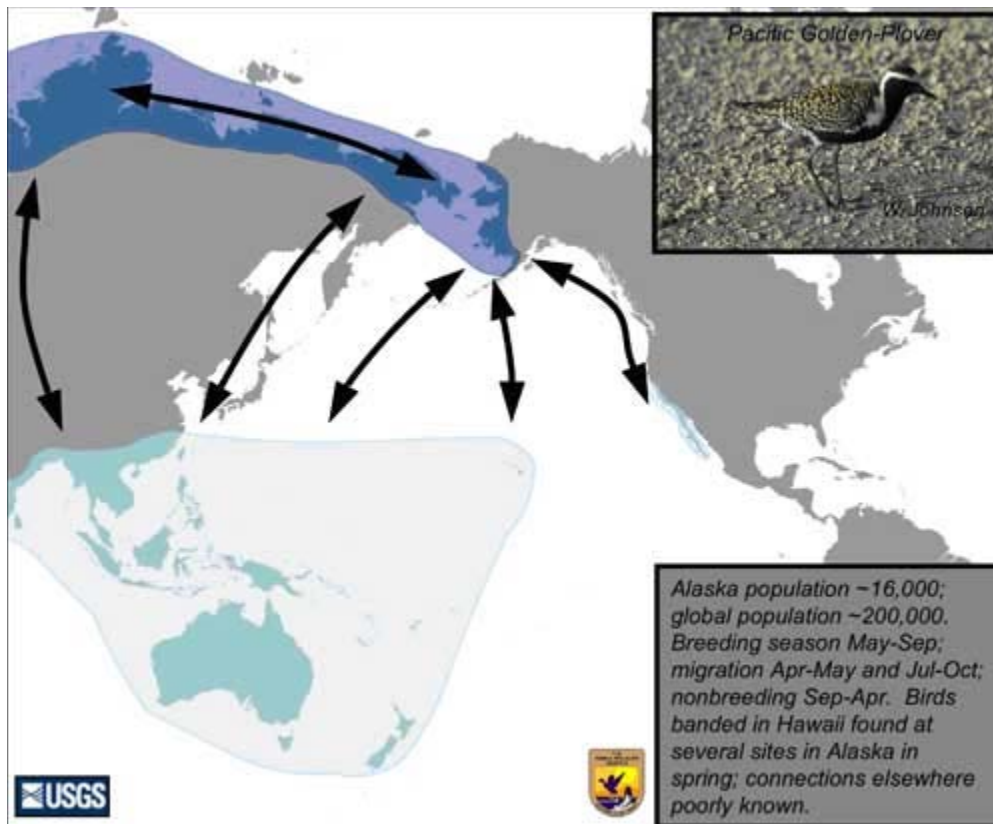 Pacific Golden-Plover
W. Johnson
Alaska population ~16,000;
global population ~200,000.
Breeding season May-Sep;
migration Apr-May and Jul-Oct;
nonbreeding Sep-Apr.  Birds
banded in Hawaii found at
several sites in Alaska in
spring; connections elsewhere
poorly known.
USGS